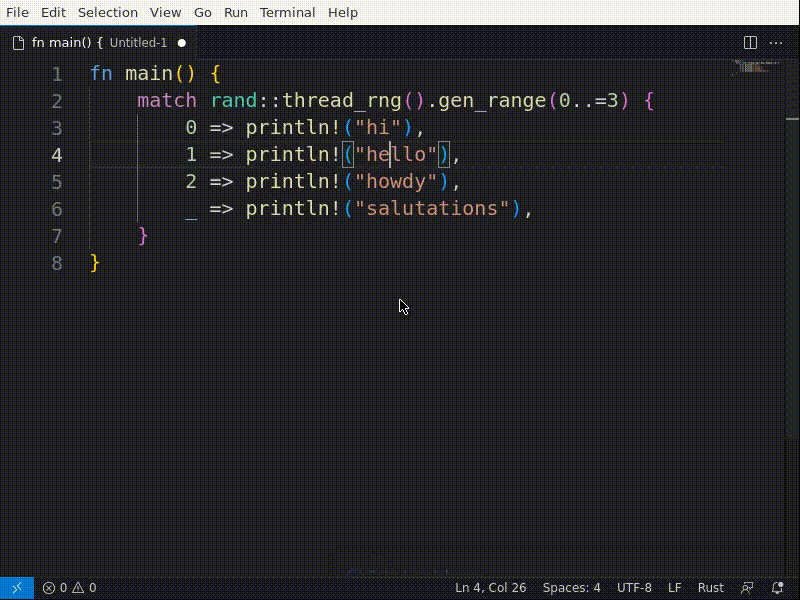 File Edit Selection View Go Run Terminal Help
fn main() { Untitled-1
1 fn main() {
2     match rand::thread_rng().gen_range(0..=3) {
3         0 => println!("hi"),
4         1 => println!("hello"),
5         2 => println!("howdy"),
6         _ => println!("salutations"),
7     }
8 }
0 0 Ln 4, Col 26 Spaces: 4 UTF-8 LF Rust